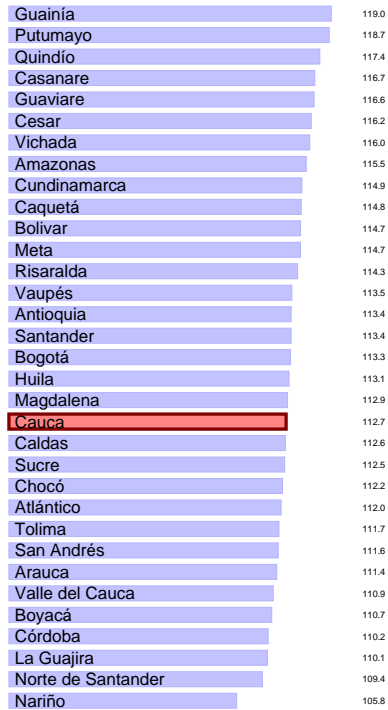 Guainía 119.0
Putumayo 118.7
Quindío 117.4
Casanare 116.7
Guaviare 116.6
Cesar 116.2
Vichada 116.0
Amazonas 115.5
Cundinamarca 114.9
Caquetá 114.8
Bolivar 114.7
Meta 114.7
Risaralda 114.3
Vaupés 113.5
Antioquia 113.4
Santander 113.4
Bogotá 113.3
Huila 113.1
Magdalena 112.9
Cauca 112.7
Caldas 112.6
Sucre 112.5
Chocó 112.2
Atlántico 112.0
Tolima 111.7
San Andrés 111.6
Arauca 111.4
Valle del Cauca 110.9
Boyacá 110.7
Córdoba 110.2
La Guajira 110.1
Norte de Santander 109.4
Nariño 105.8